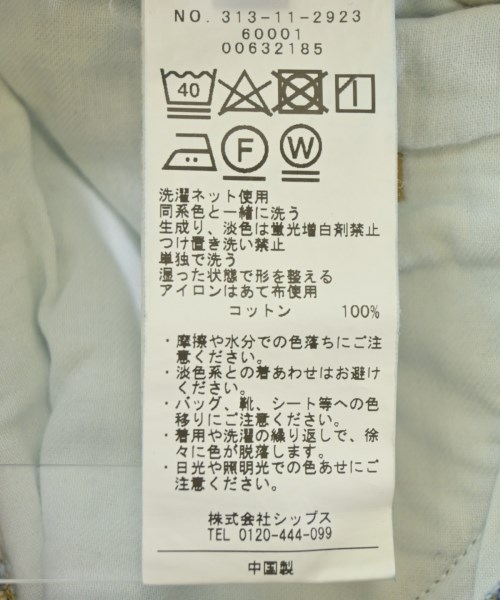 NO. 313-11-2923
60001
00632185
40
F
W
洗濯ネット使用
同系色と一緒に洗う
生成り、淡色は蛍光増白剤禁止
つけ置き洗い禁止
単独で洗う
湿った状態で形を整える
アイロンはあて布使用
コットン 100%
・摩擦や水分での色落ちにご注
意ください。
・淡色系との着あわせはお避け
ください。
・バッグ、靴、シート等への色
移りにご注意ください。
・着用や洗濯の繰り返しで、徐
々に色が脱落します。
・日光や照明光での色あせにご
注意ください。
株式会社シップス
TEL 0120-444-099
中国製